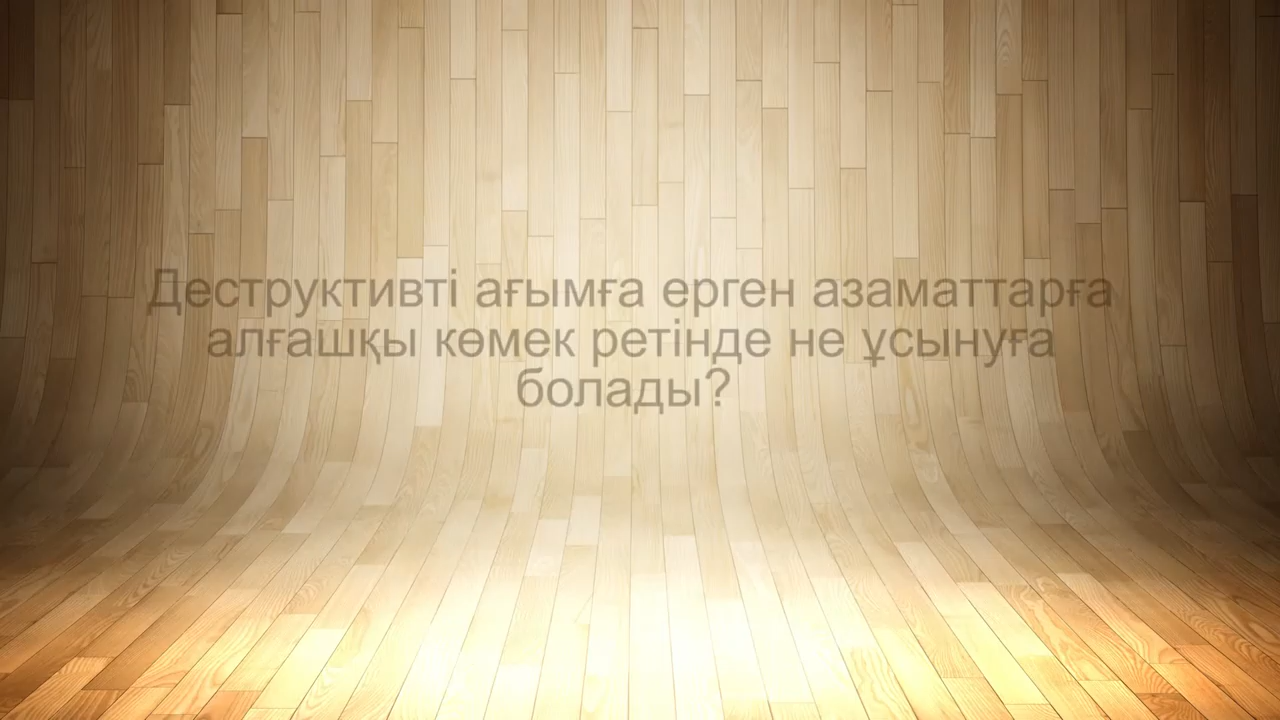 Деструктивті ағымға ерген азаматтарға
алғашқы көмек ретінде не ұсынуға
болады?